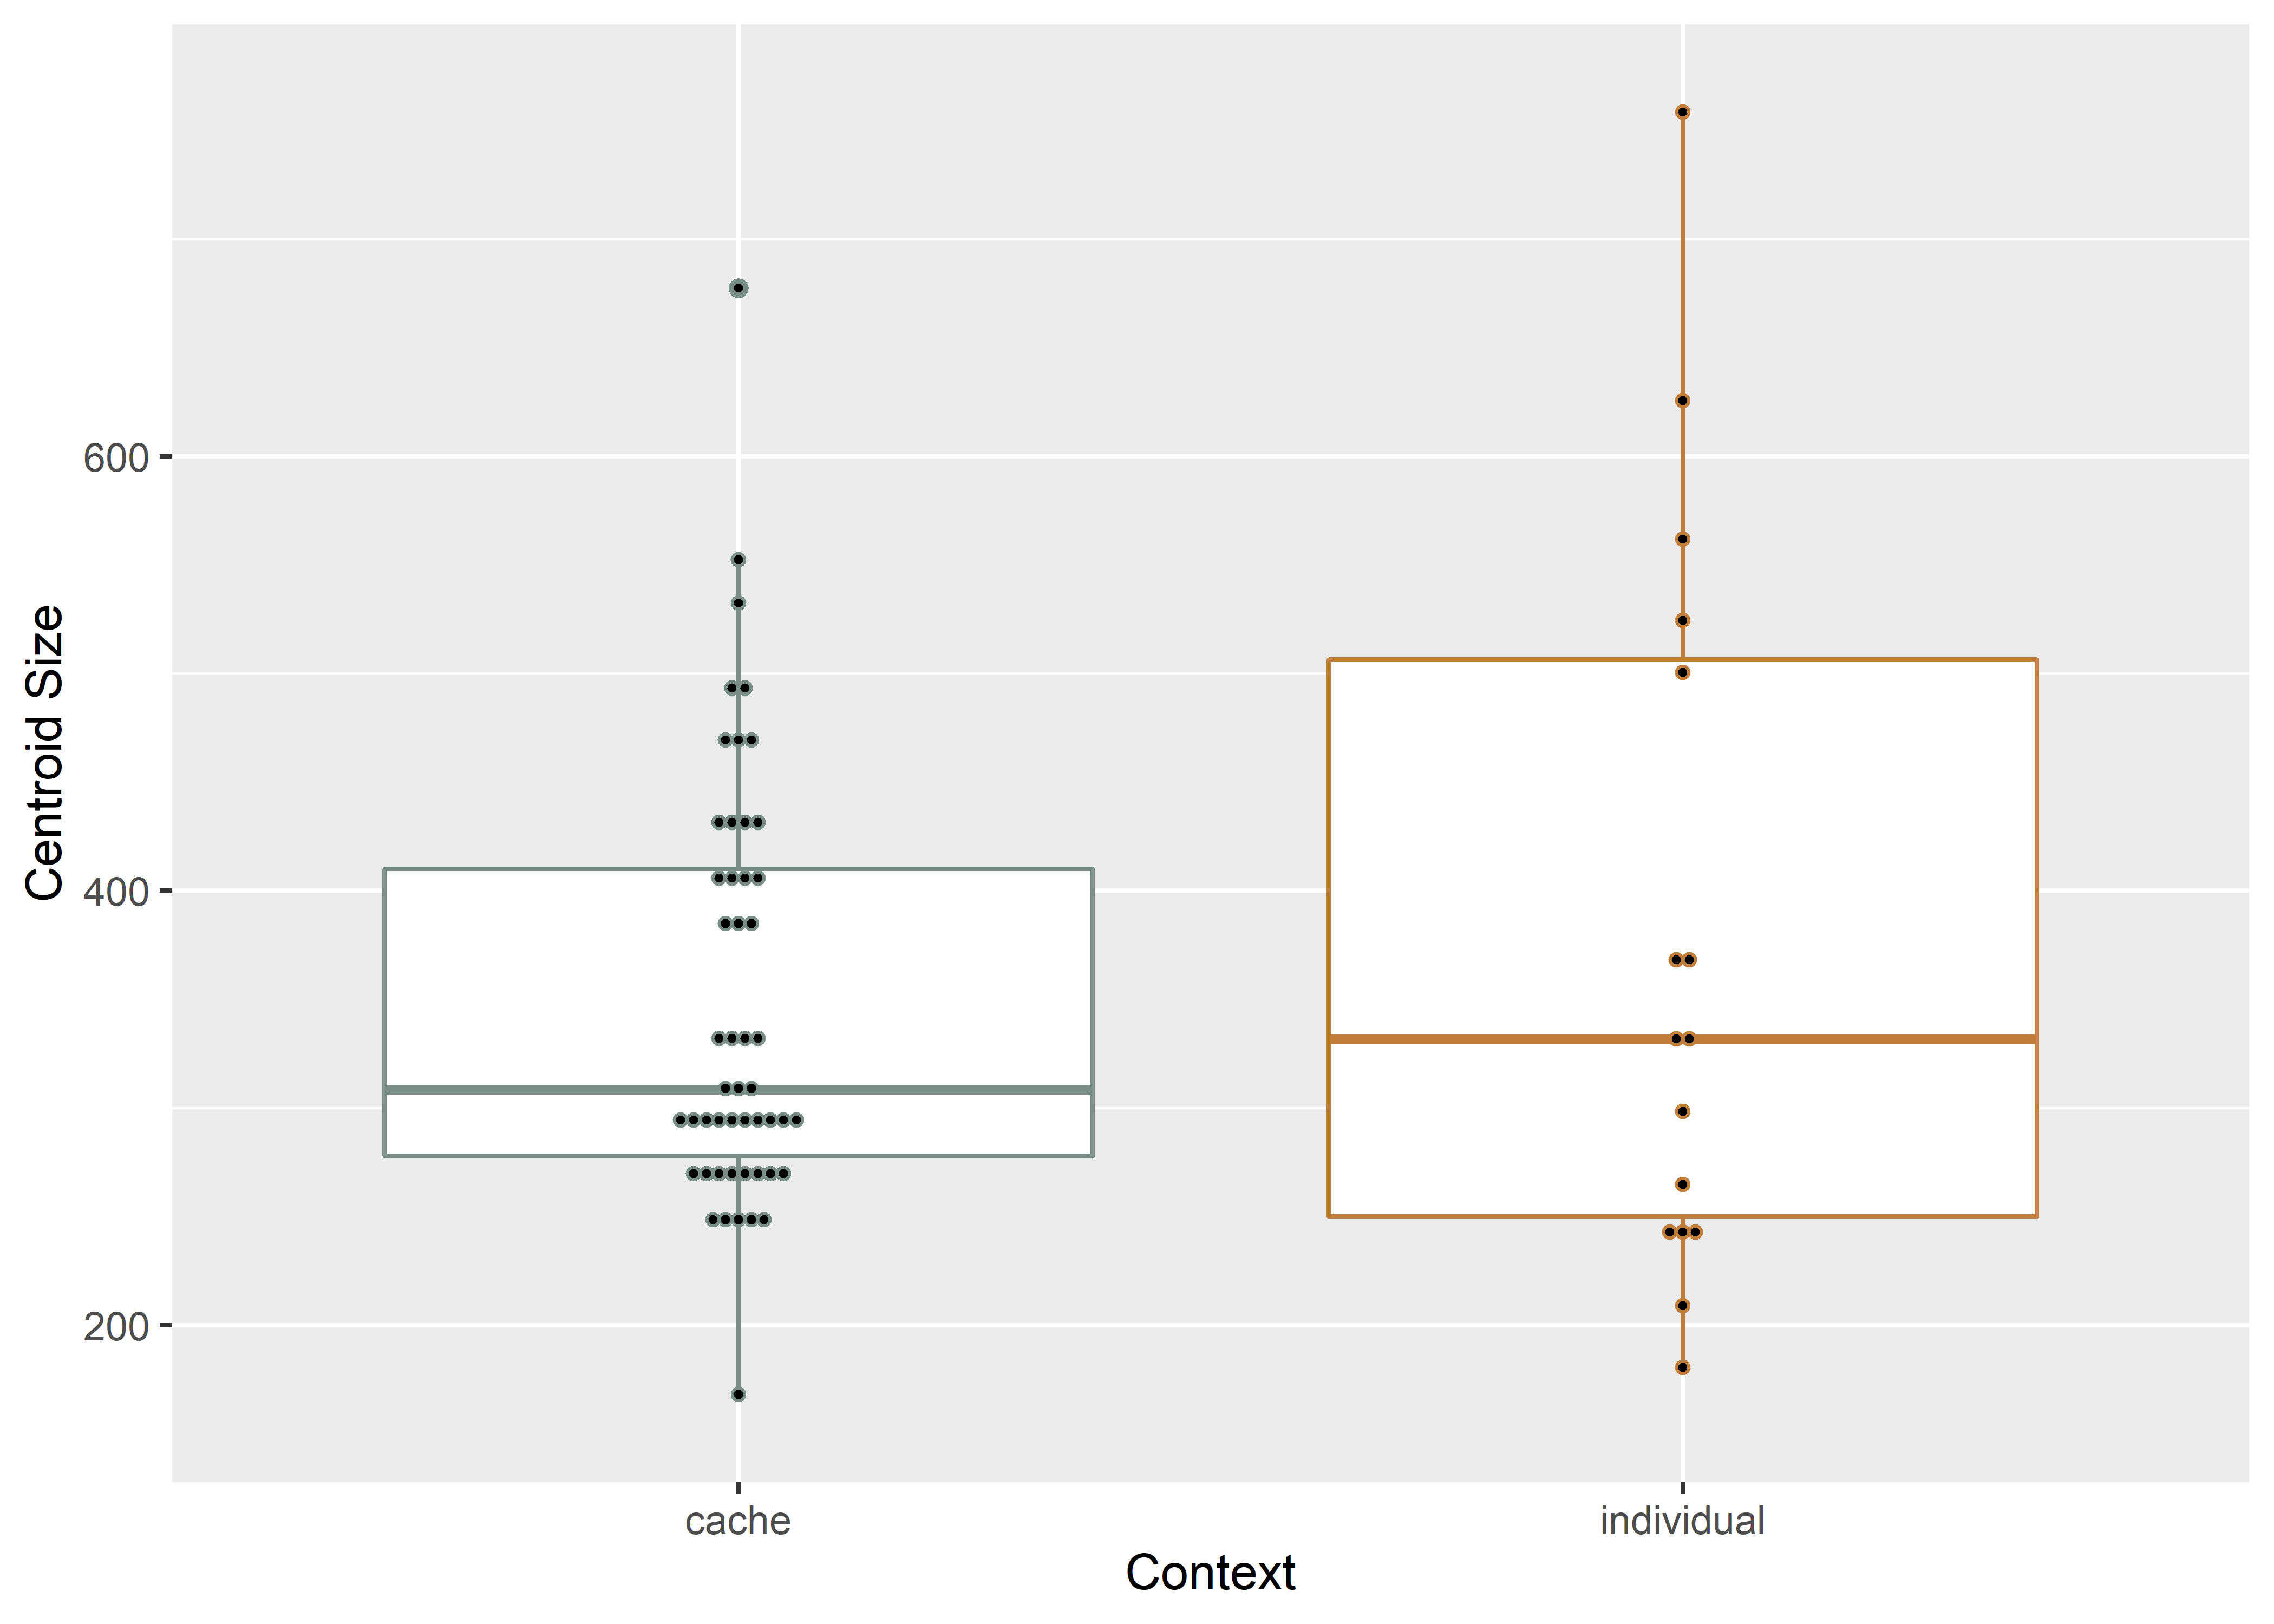 Centroid Size
600
400
200
cache
individual
Context